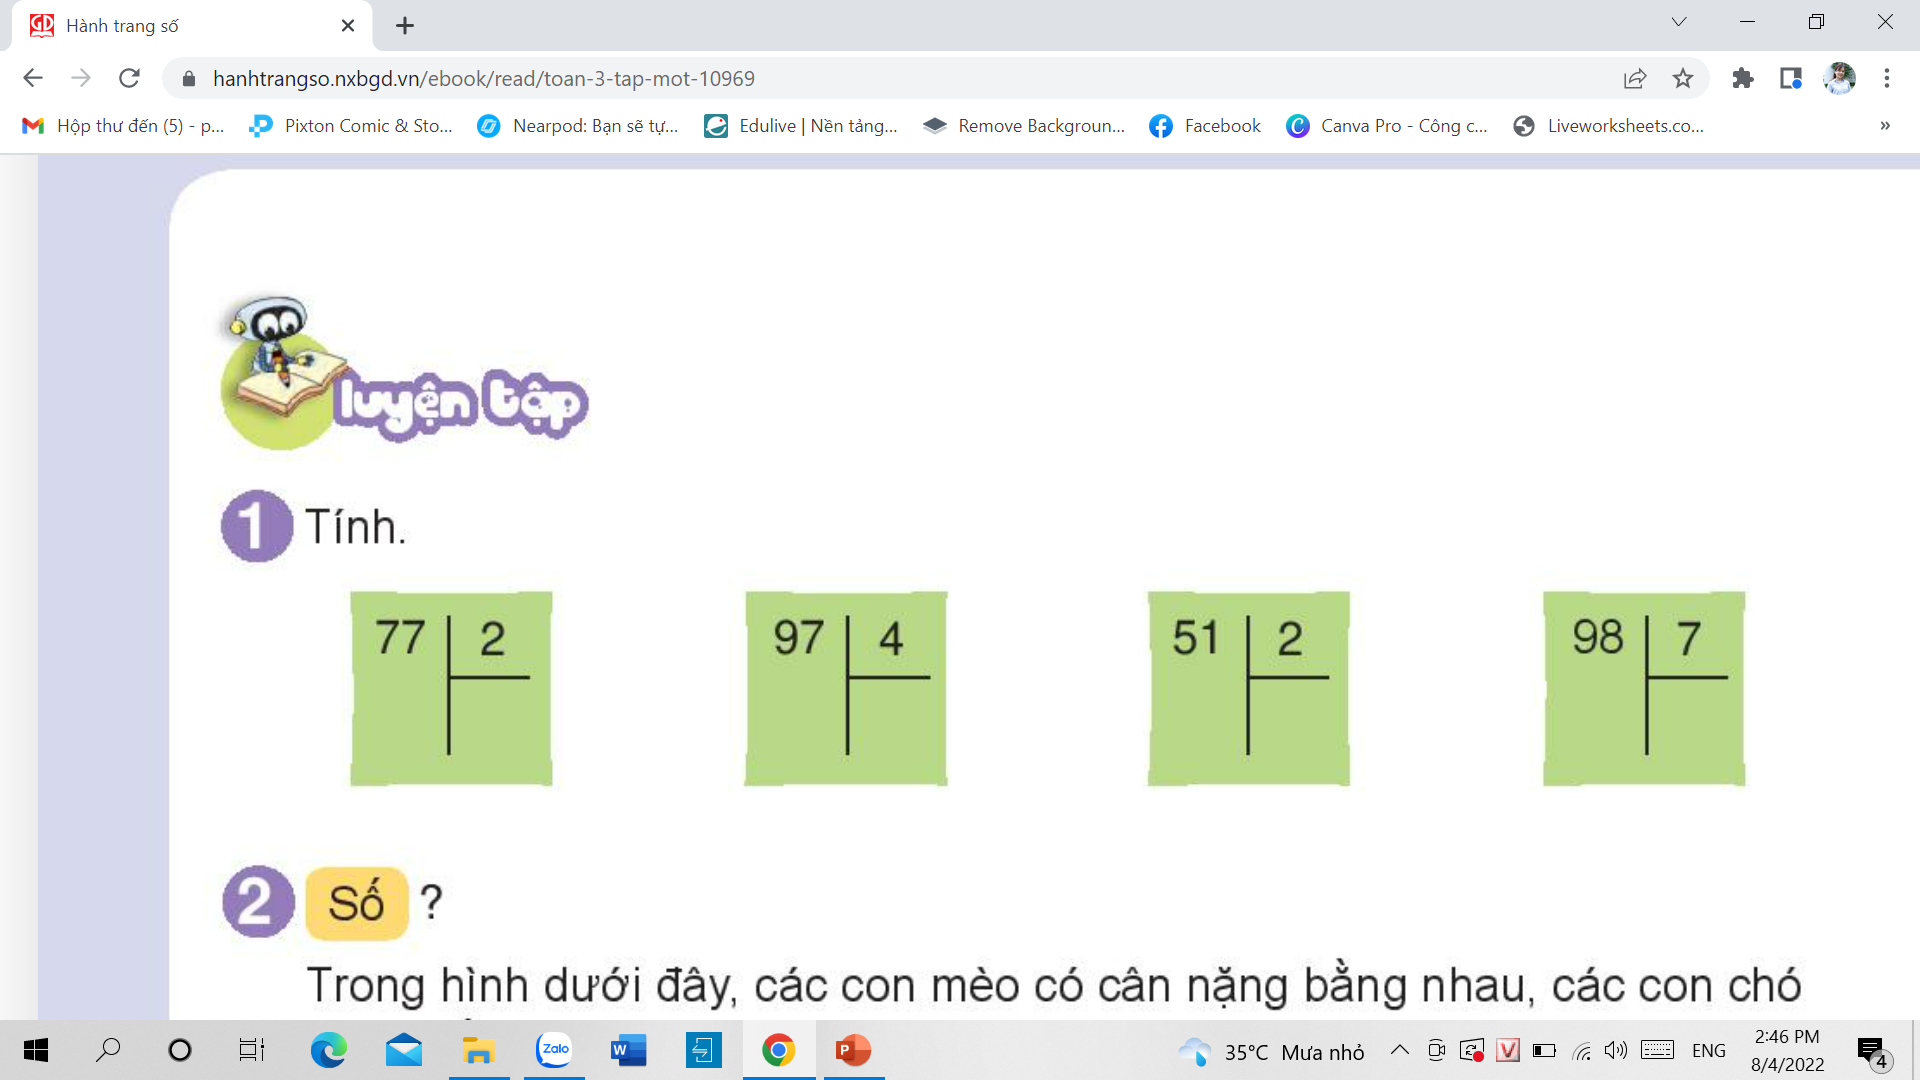 Hành trang số
hanhtrangso.nxbgd.vn/ebook/read/toan-3-tap-mot-10969
Hộp thư đến (5) - p... Pixton Comic & Sto... Nearpod: Bạn sẽ tự... Edulive | Nền tảng... Remove Backgroun... Facebook Canva Pro - Công c... Liveworksheets.co... »
luyện tập
1 Tính.
77 2 97 4 51 2 98 7
2 Số ?
Trong hình dưới đây, các con mèo có cân nặng bằng nhau, các con chó
Zalo 35°C Mưa nhỏ ENG 2:46 PM
8/4/2022 4